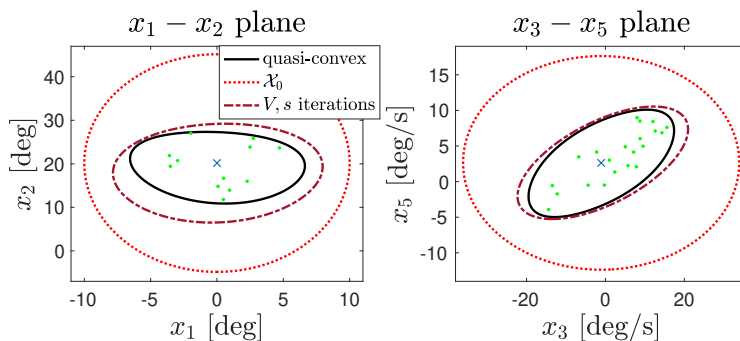 x₁ − x₂ plane
x₃ − x₅ plane
quasi-convex
𝒳₀
V, s iterations
40
30
20
10
0
x₂ [deg]
-10
-5
0
5
10
x₁ [deg]
15
10
5
0
-5
-10
x₅ [deg/s]
-20
0
20
x₃ [deg/s]